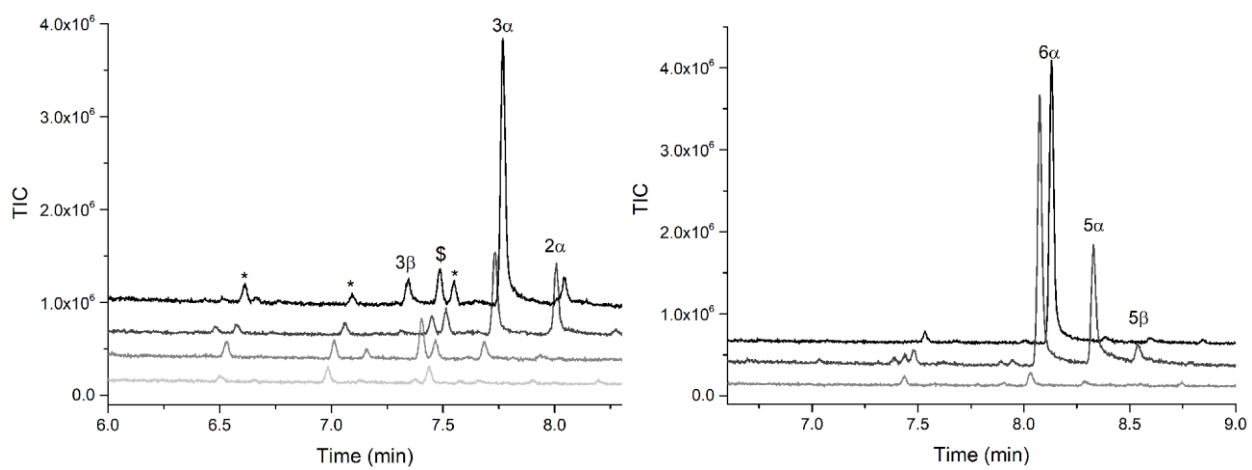 4.0x10⁶
3.0x10⁶
2.0x10⁶
1.0x10⁶
0.0
TIC
6.0 6.5 7.0 7.5 8.0
Time (min)
3α
2α
3β
$
*
*
*
4.0x10⁶
3.0x10⁶
2.0x10⁶
1.0x10⁶
0.0
TIC
7.0 7.5 8.0 8.5 9.0
Time (min)
6α
5α
5β